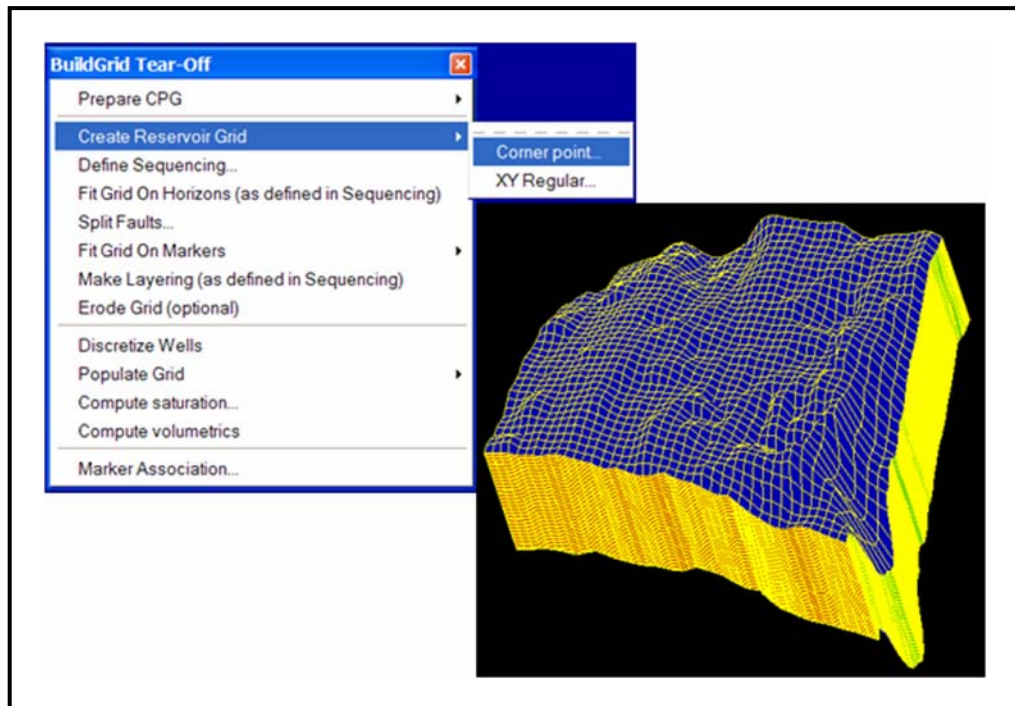 BuildGrid Tear-Off
Prepare CPG
Create Reservoir Grid
Corner point...
XY Regular...
Define Sequencing...
Fit Grid On Horizons (as defined in Sequencing)
Split Faults...
Fit Grid On Markers
Make Layering (as defined in Sequencing)
Erode Grid (optional)
Discretize Wells
Populate Grid
Compute saturation...
Compute volumetrics
Marker Association...